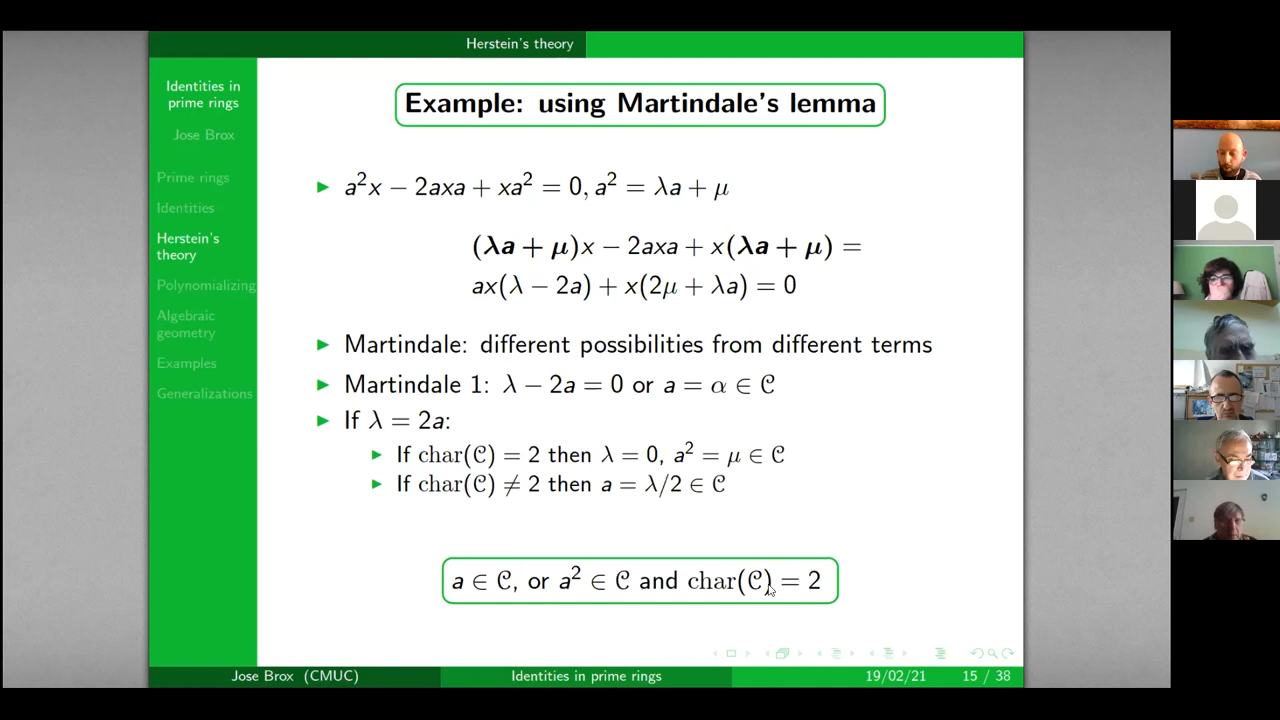 Herstein's theory
Identities in
prime rings
Jose Brox
Prime rings
Identities
Herstein's
theory
Polynomializing
Algebraic
geometry
Examples
Generalizations
Example: using Martindale's lemma
▶ a²x − 2axa + xa² = 0, a² = λa + μ
(λa + μ)x − 2axa + x(λa + μ) =
ax(λ − 2a) + x(2μ + λa) = 0
▶ Martindale: different possibilities from different terms
▶ Martindale 1: λ − 2a = 0 or a = α ∈ 𝒞
▶ If λ = 2a:
▶ If char(𝒞) = 2 then λ = 0, a² = μ ∈ 𝒞
▶ If char(𝒞) ≠ 2 then a = λ/2 ∈ 𝒞
a ∈ 𝒞, or a² ∈ 𝒞 and char(𝒞) = 2
Jose Brox (CMUC)
Identities in prime rings
19/02/21
15 / 38